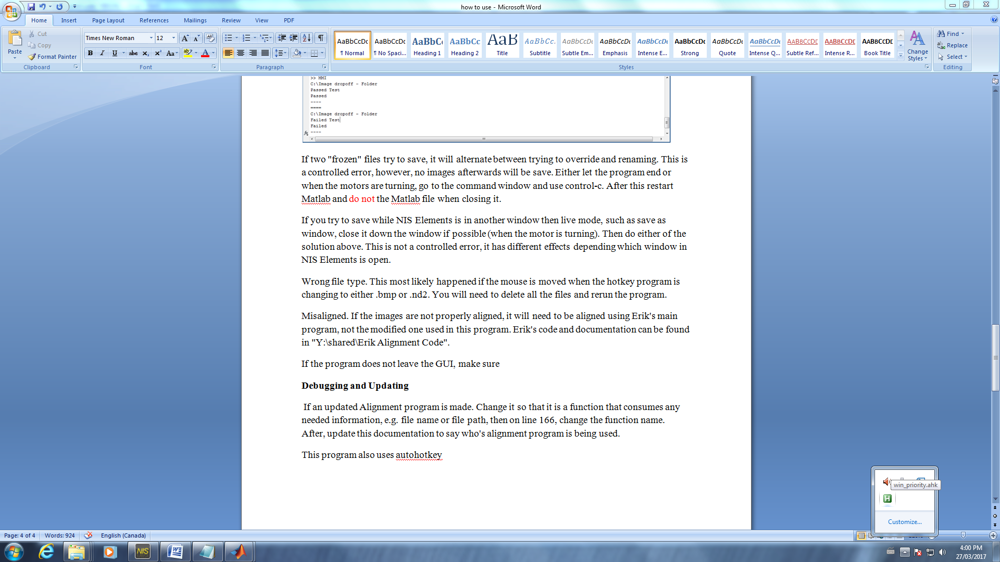 how to use - Microsoft Word
Home Insert Page Layout References Mailings Review View PDF
Paste
Cut
Copy
Format Painter
Clipboard
Times New Roman 12
Font
Paragraph
AaBbCcDc AaBbCcDc AaBbC AaBbCc AaB AaBbCc. AaBbCcDc AaBbCcDc AaBbCcDc AaBbCcDc AaBbCcDc AaBbCcDc AABBCCDE AABBCCDE AABBCCDE
¶ Normal ¶ No Spaci... Heading 1 Heading 2 Title Subtitle Subtle Em... Emphasis Intense E... Strong Quote Intense Q... Subtle Ref... Intense R... Book Title
Change
Styles
Styles
Find
Replace
Select
Editing
>> MMI
C:\Image dropoff - Folder
Passed Test
Passed
----
====
C:\Image dropoff - Folder
Failed Test
Failed
----
fx
If two "frozen" files try to save, it will alternate between trying to override and renaming. This is
a controlled error, however, no images afterwards will be save. Either let the program end or
when the motors are turning, go to the command window and use control-c. After this restart
Matlab and do not the Matlab file when closing it.
If you try to save while NIS Elements is in another window then live mode, such as save as
window, close it down the window if possible (when the motor is turning). Then do either of the
solution above. This is not a controlled error, it has different effects depending which window in
NIS Elements is open.
Wrong file type. This most likely happened if the mouse is moved when the hotkey program is
changing to either .bmp or .nd2. You will need to delete all the files and rerun the program.
Misaligned. If the images are not properly aligned, it will need to be aligned using Erik's main
program, not the modified one used in this program. Erik's code and documentation can be found
in "Y:\shared\Erik Alignment Code".
If the program does not leave the GUI, make sure
Debugging and Updating
If an updated Alignment program is made. Change it so that it is a function that consumes any
needed information, e.g. file name or file path, then on line 166, change the function name.
After, update this documentation to say who's alignment program is being used.
This program also uses autohotkey
win_priority.ahk
Customize...
Page: 4 of 4 Words: 924 English (Canada)
NIS
4:00 PM
27/03/2017